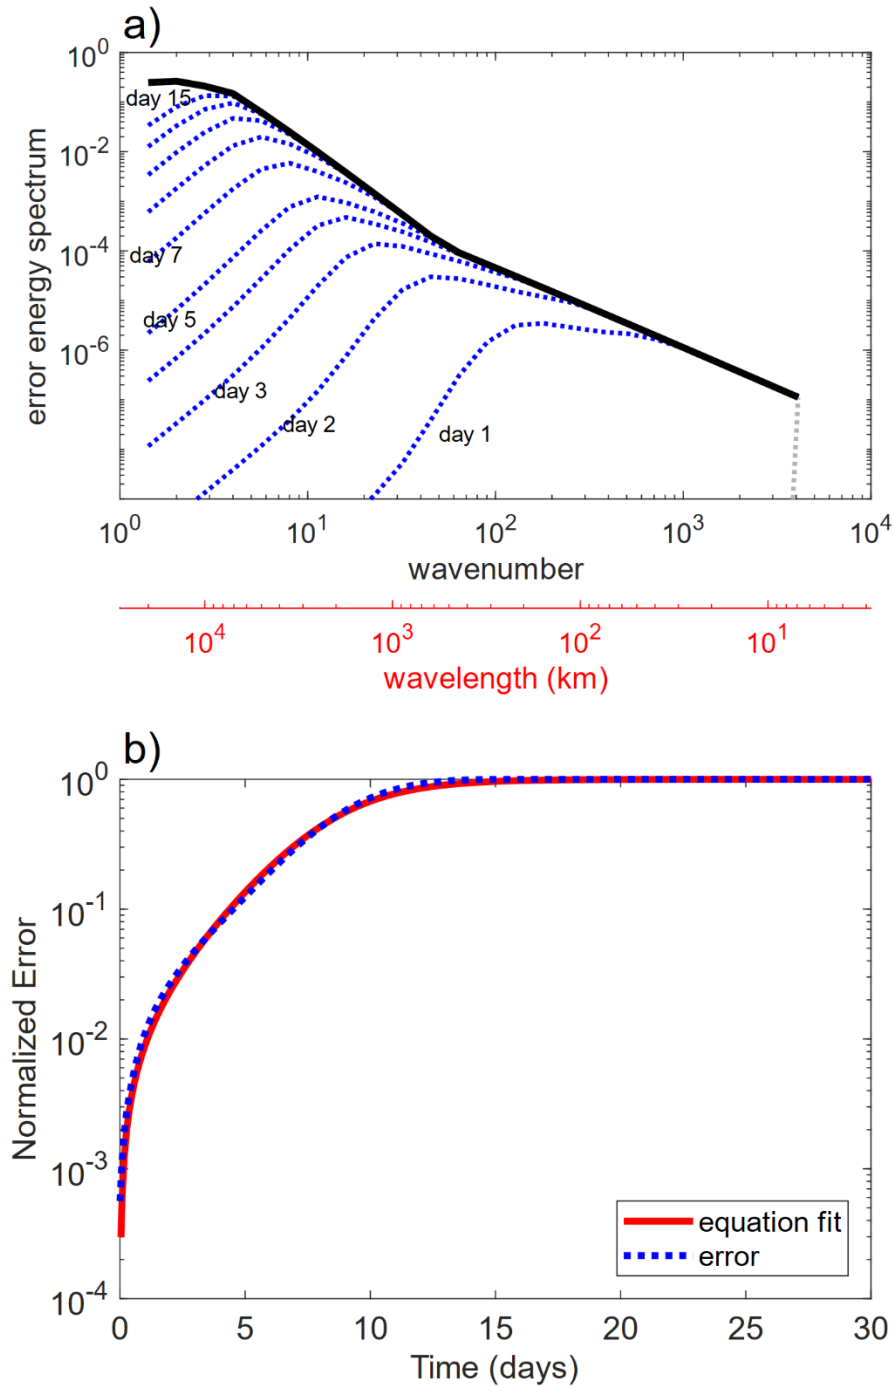 a)
error energy spectrum
10^0
10^-2
10^-4
10^-6
day 15
day 7
day 5
day 3
day 2
day 1
10^0 10^1 10^2 10^3 10^4
wavenumber
10^4 10^3 10^2 10^1
wavelength (km)
b)
Normalized Error
10^0
10^-1
10^-2
10^-3
10^-4
equation fit
error
0 5 10 15 20 25 30
Time (days)